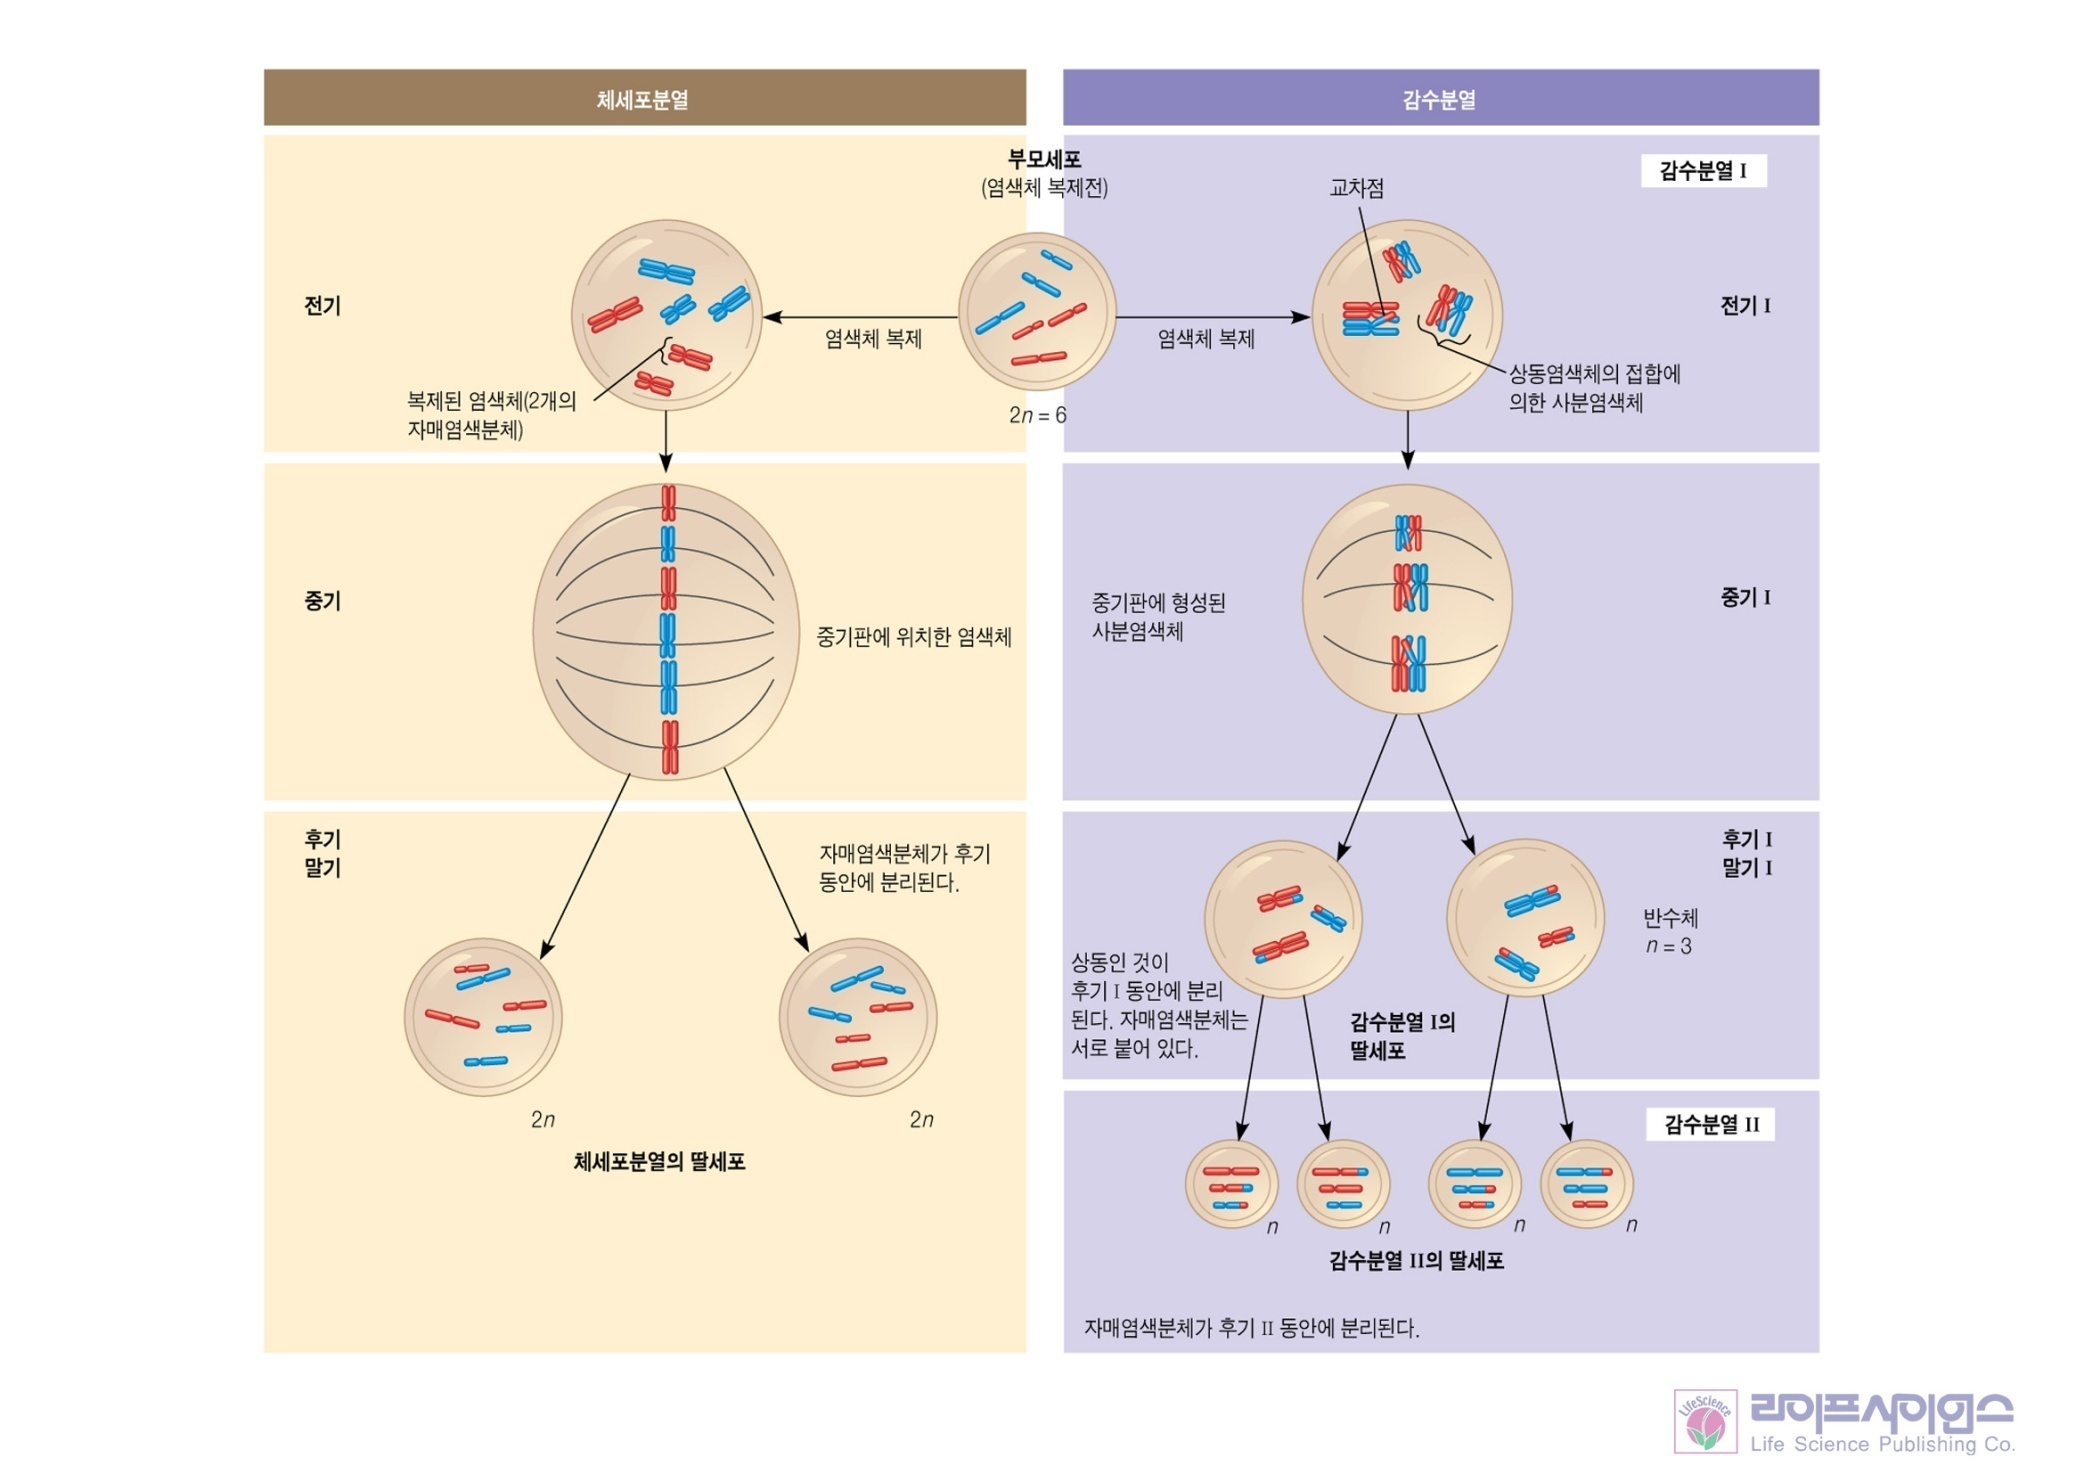 체세포분열
감수분열
부모세포
(염색체 복제전)
감수분열 I
교차점
전기
염색체 복제
염색체 복제
전기 I
상동염색체의 접합에
의한 사분염색체
복제된 염색체(2개의
자매염색분체)
2n = 6
중기
중기판에 위치한 염색체
중기판에 형성된
사분염색체
중기 I
후기
말기
자매염색분체가 후기
동안에 분리된다.
후기 I
말기 I
반수체
n = 3
상동인 것이
후기 I 동안에 분리
된다. 자매염색분체는
서로 붙어 있다.
감수분열 I의
딸세포
2n
2n
체세포분열의 딸세포
감수분열 II
n
n
n
n
감수분열 II의 딸세포
자매염색분체가 후기 II 동안에 분리된다.
LifeScience
라이프사이언스
Life Science Publishing Co.